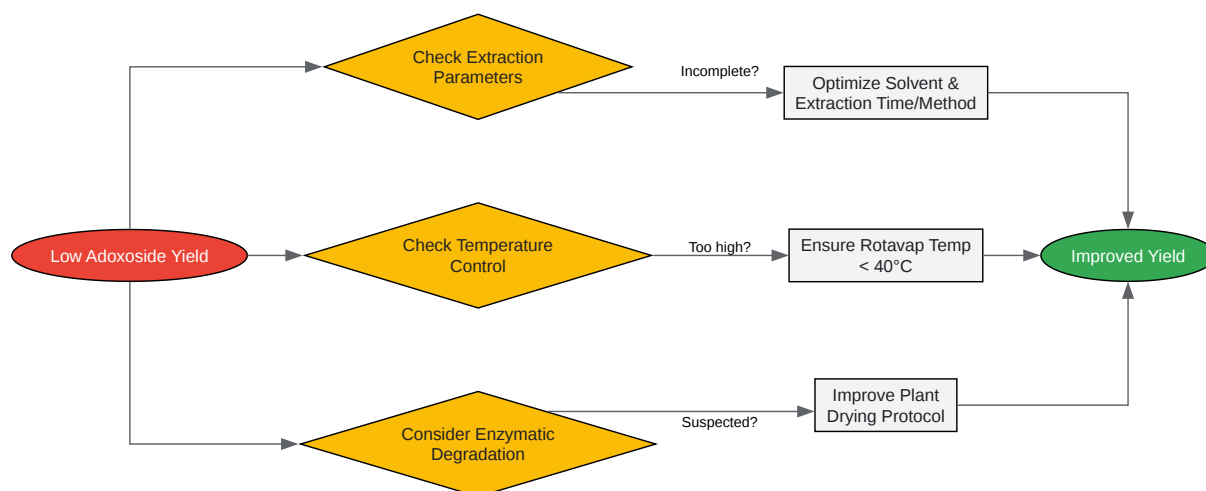 Check Extraction
Parameters
Incomplete?
Optimize Solvent &
Extraction Time/Method
Low Adoxoside Yield
Check Temperature
Control
Too high?
Ensure Rotavap Temp
< 40°C
Improved Yield
Consider Enzymatic
Degradation
Suspected?
Improve Plant
Drying Protocol